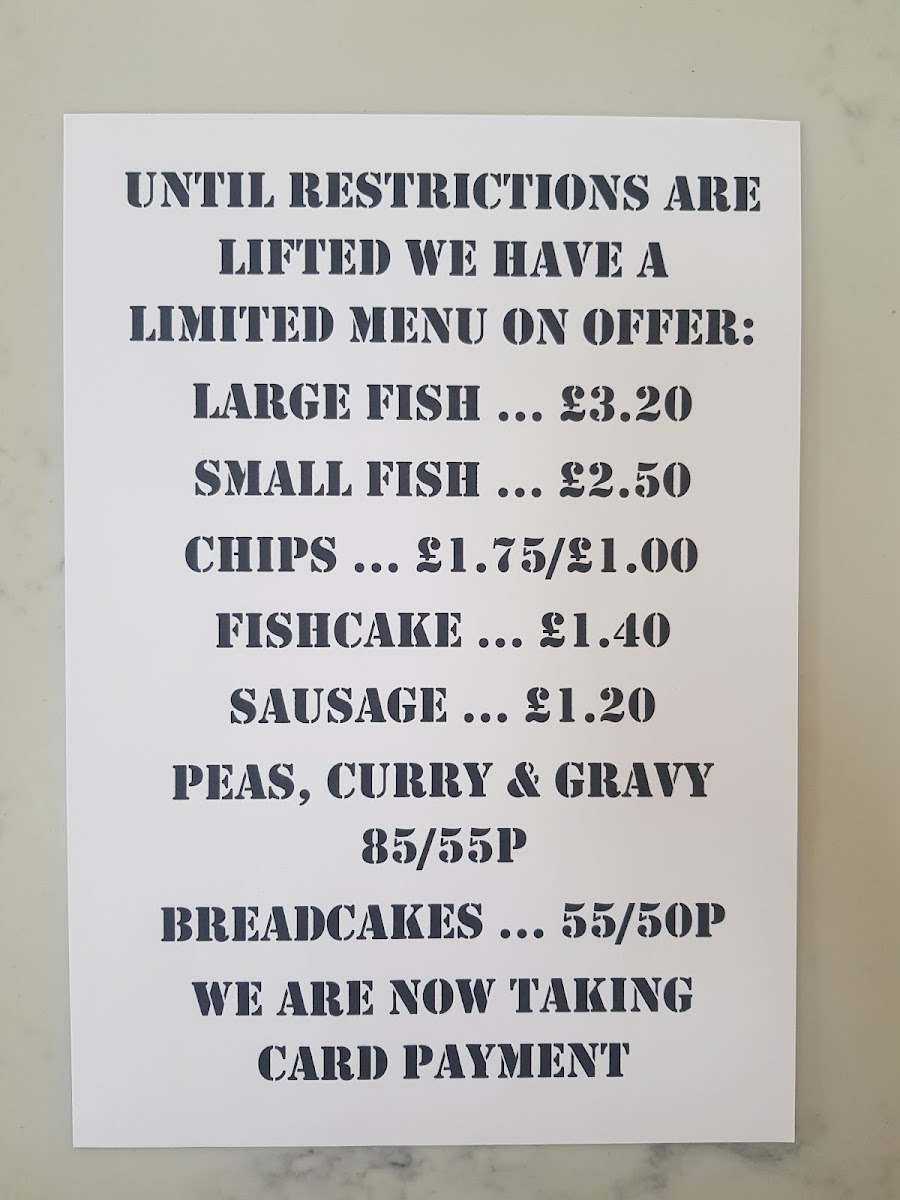 UNTIL RESTRICTIONS ARE
LIFTED WE HAVE A
LIMITED MENU ON OFFER:
LARGE FISH ... £3.20
SMALL FISH ... £2.50
CHIPS ... £1.75/£1.00
FISHCAKE ... £1.40
SAUSAGE ... £1.20
PEAS, CURRY & GRAVY
85/55P
BREADCAKES ... 55/50P
WE ARE NOW TAKING
CARD PAYMENT